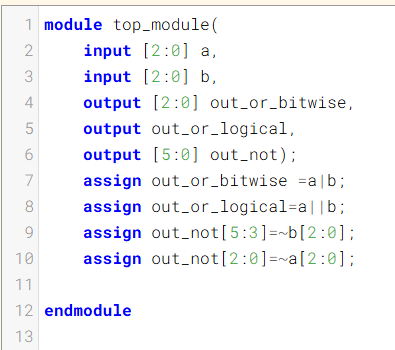 1 module top_module(
2     input [2:0] a,
3     input [2:0] b,
4     output [2:0] out_or_bitwise,
5     output out_or_logical,
6     output [5:0] out_not);
7     assign out_or_bitwise =a|b;
8     assign out_or_logical=a||b;
9     assign out_not[5:3]=~b[2:0];
10     assign out_not[2:0]=~a[2:0];
11
12 endmodule
13